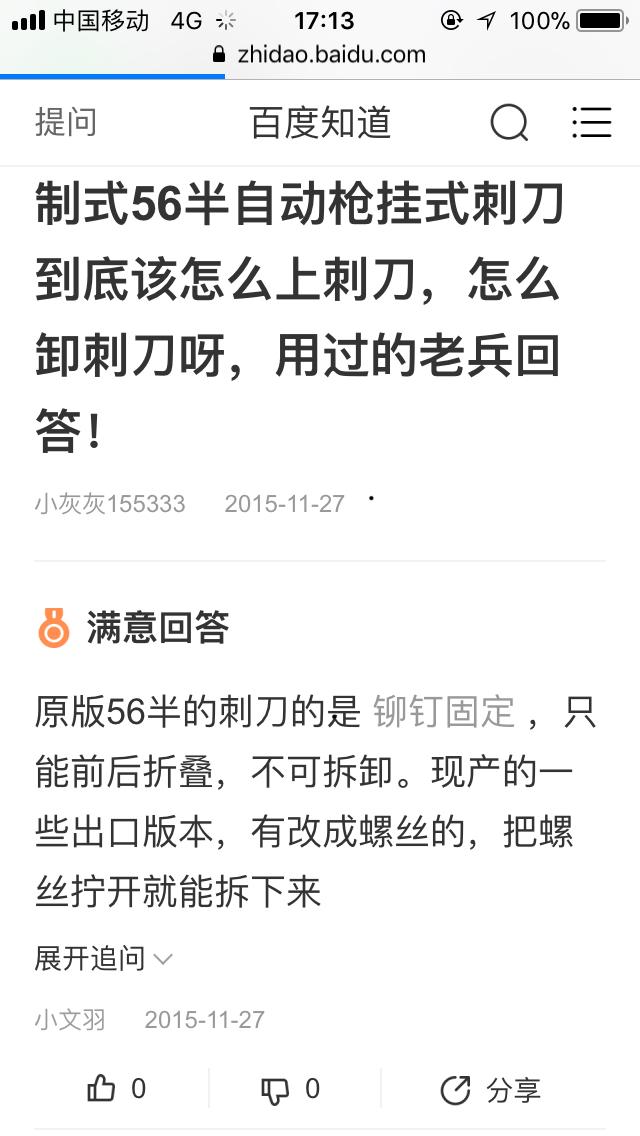 中国移动 4G 17:13 100%
zhidao.baidu.com
提问 百度知道
制式56半自动枪挂式刺刀
到底该怎么上刺刀，怎么
卸刺刀呀，用过的老兵回
答！
小灰灰155333 2015-11-27
满意回答
原版56半的刺刀的是 铆钉固定 ，只
能前后折叠，不可拆卸。现产的一
些出口版本，有改成螺丝的，把螺
丝拧开就能拆下来
展开追问
小文羽 2015-11-27
0 0 分享